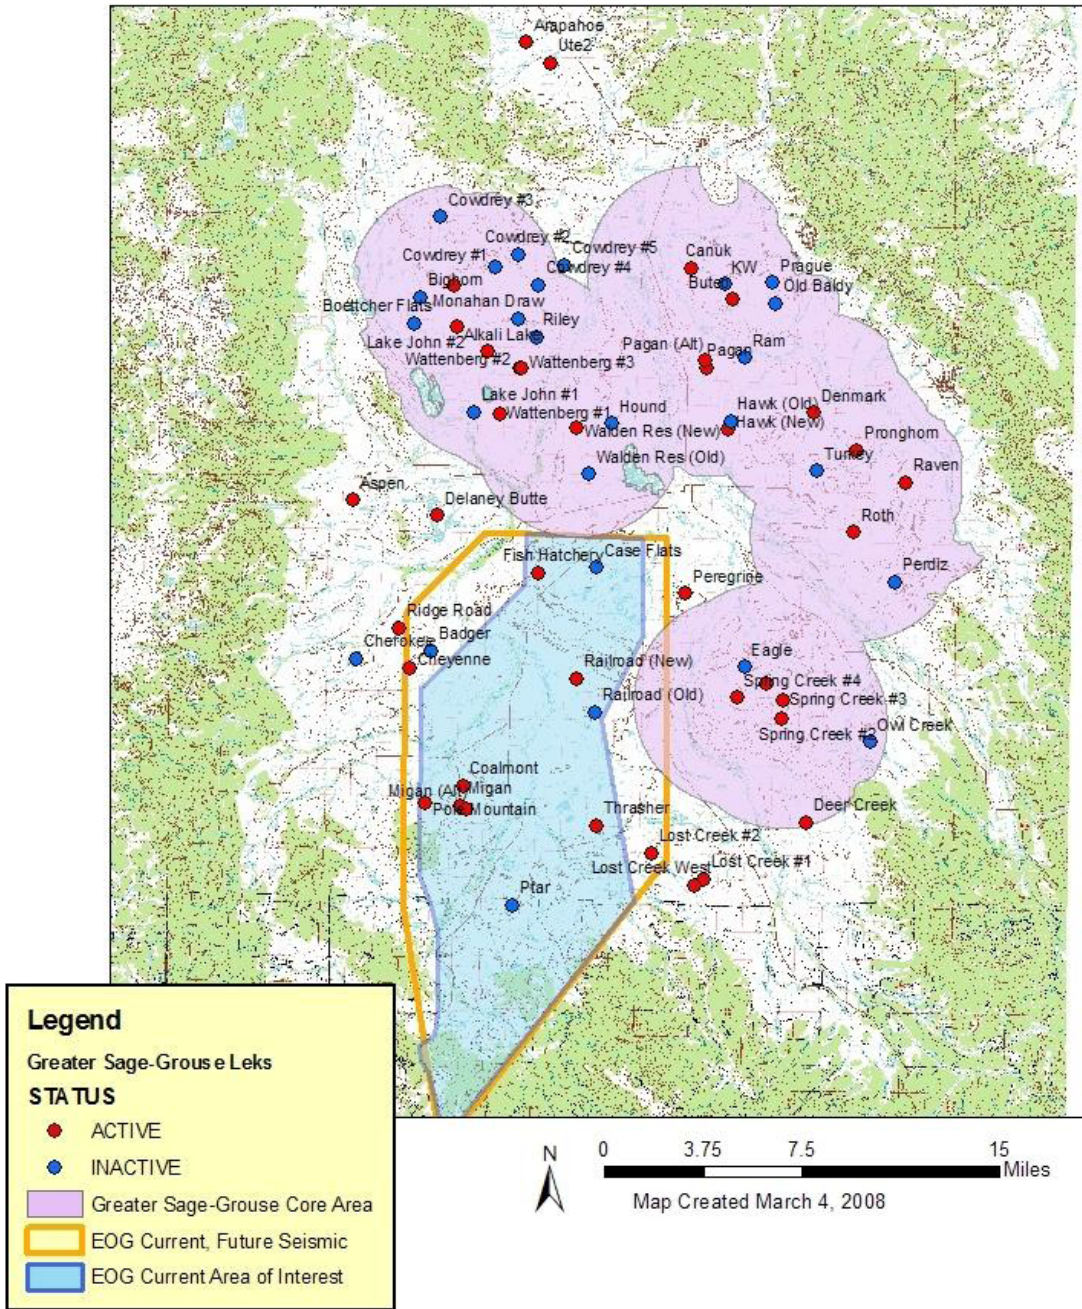 Arapahoe
Ute2
Cowdrey #3
Cowdrey #2
Cowdrey #5
Cowdrey #1
Cowdrey #4
Canuk
KW
Prague
Bighorn
Buteo
Old Baldy
Monahan Draw
Boettcher Flats
Riley
Alkali Lake
Lake John #2
Pagan (Alt)
Pagan
Ram
Wattenberg #2
Wattenberg #3
Lake John #1
Wattenberg #1
Hound
Hawk (Old)
Denmark
Walden Res (New)
Hawk (New)
Pronghorn
Walden Res (Old)
Turkey
Raven
Aspen
Delaney Butte
Roth
Fish Hatchery
Case Flats
Perdiz
Peregrine
Ridge Road
Cherokee
Badger
Cheyenne
Railroad (New)
Eagle
Spring Creek #4
Railroad (Old)
Spring Creek #3
Spring Creek #2
Owl Creek
Coalmont
Migan (Alt)
Migan
Pole Mountain
Thrasher
Deer Creek
Lost Creek #2
Lost Creek West
Lost Creek #1
Ptar
Legend
Greater Sage-Grouse Leks
STATUS
ACTIVE
INACTIVE
Greater Sage-Grouse Core Area
EOG Current, Future Seismic
EOG Current Area of Interest
N
0 3.75 7.5 15
Miles
Map Created March 4, 2008